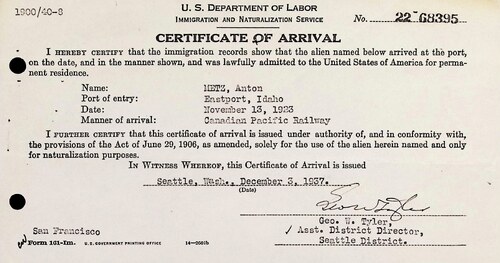 1900/40-S
U. S. DEPARTMENT OF LABOR
IMMIGRATION AND NATURALIZATION SERVICE
No. 22-68395
CERTIFICATE OF ARRIVAL
I HEREBY CERTIFY that the immigration records show that the alien named below arrived at the port,
on the date, and in the manner shown, and was lawfully admitted to the United States of America for perma-
nent residence.
Name: METZ, Anton
Port of entry: Eastport, Idaho
Date: November 13, 1923
Manner of arrival: Canadian Pacific Railway
I FURTHER CERTIFY that this certificate of arrival is issued under authority of, and in conformity with,
the provisions of the Act of June 29, 1906, as amended, solely for the use of the alien herein named and only
for naturalization purposes.
IN WITNESS WHEREOF, this Certificate of Arrival is issued
Seattle, Wash., December 3, 1937.
(Date)
Geo W Tyler
Geo. W. Tyler,
Asst. District Director,
Seattle District.
San Francisco
Form 161-Im. U. S. GOVERNMENT PRINTING OFFICE